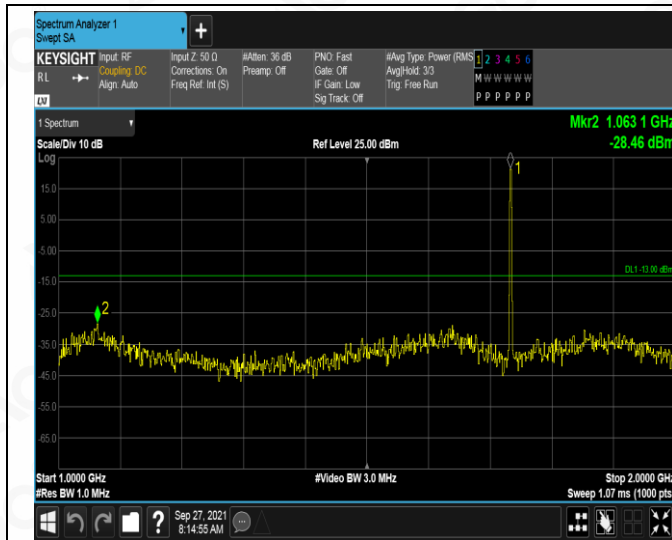 Spectrum Analyzer 1
Swept SA
+
KEYSIGHT
RL
LXI
Input: RF
Coupling: DC
Align: Auto
Input Z: 50 Ω
Corrections: On
Freq Ref: Int (S)
#Atten: 36 dB
Preamp: Off
PNO: Fast
Gate: Off
IF Gain: Low
Sig Track: Off
#Avg Type: Power (RMS
Avg|Hold: 3/3
Trig: Free Run
1 2 3 4 5 6
M W W W W W
P P P P P P
1 Spectrum
Mkr2 1.063 1 GHz
Scale/Div 10 dB
Ref Level 25.00 dBm
-28.46 dBm
Log
1
15.0
5.00
-5.00
DL1 -13.00 dBm
-15.0
2
-25.0
-35.0
-45.0
-55.0
-65.0
Start 1.0000 GHz
#Video BW 3.0 MHz
Stop 2.0000 GHz
#Res BW 1.0 MHz
Sweep 1.07 ms (1000 pts
?
Sep 27, 2021
8:14:55 AM